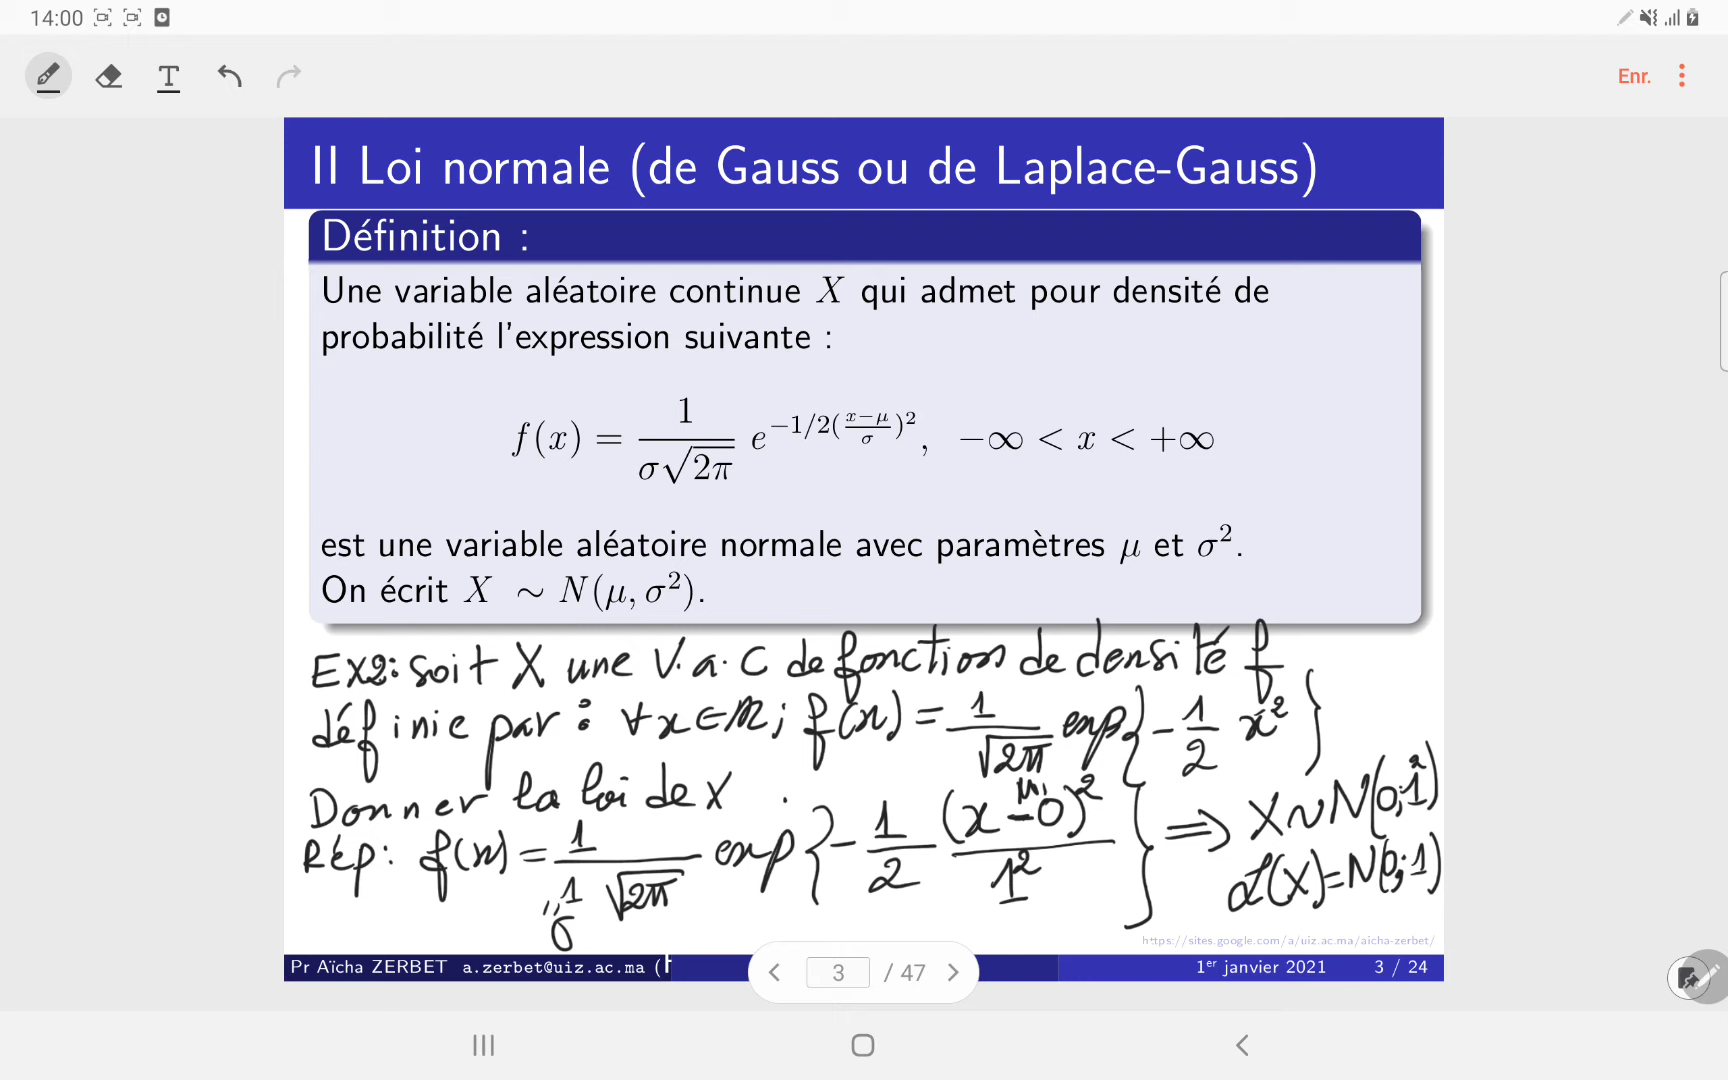 14:00
Enr.
II Loi normale (de Gauss ou de Laplace-Gauss)
Définition :
Une variable aléatoire continue X qui admet pour densité de
probabilité l'expression suivante :
f(x) = 1/(σ√2π) e^{−1/2((x−μ)/σ)^2}, −∞ < x < +∞
est une variable aléatoire normale avec paramètres μ et σ².
On écrit X ∼ N(μ, σ²).
EX2: Soit X une V.a.C de fonction de densité f
définie par : ∀x∈ℝ; f(x) = 1/√2π exp{−1/2 x²}
Donner la loi de X
Rép: f(x) = 1/(1√2π) exp{−1/2 (x−0)²/1²} ⟹ X∼N(0;1²)
"σ μ L(X)=N(0;1)
https://sites.google.com/a/uiz.ac.ma/aicha-zerbet/
Pr Aïcha ZERBET a.zerbet@uiz.ac.ma (
3 / 47
1er janvier 2021 3 / 24